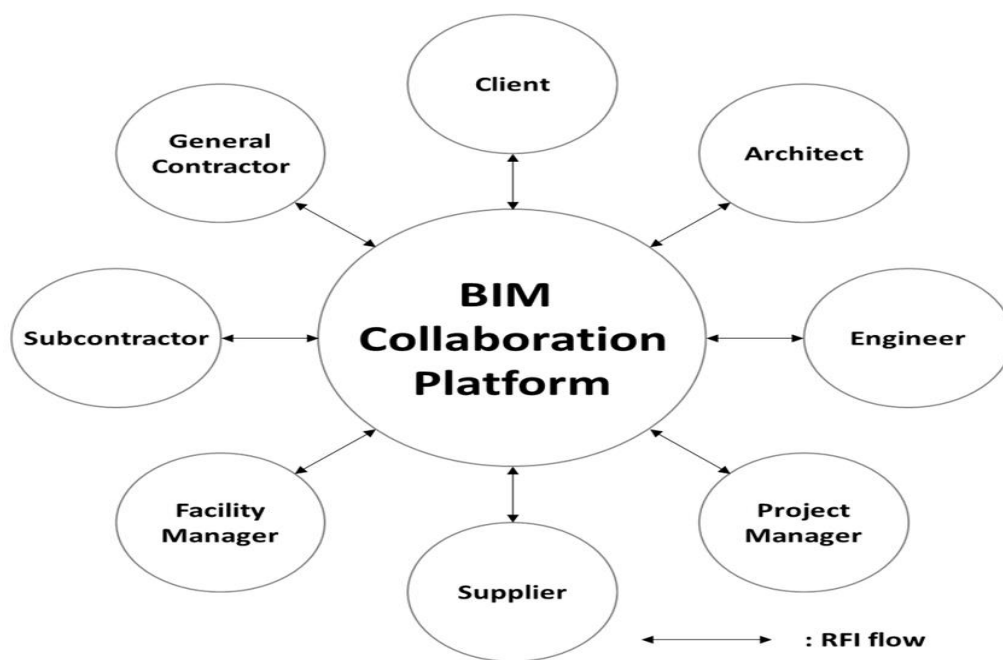 Client
General
Contractor
Architect
BIM
Collaboration
Platform
Subcontractor
Engineer
Facility
Manager
Project
Manager
Supplier
: RFI flow